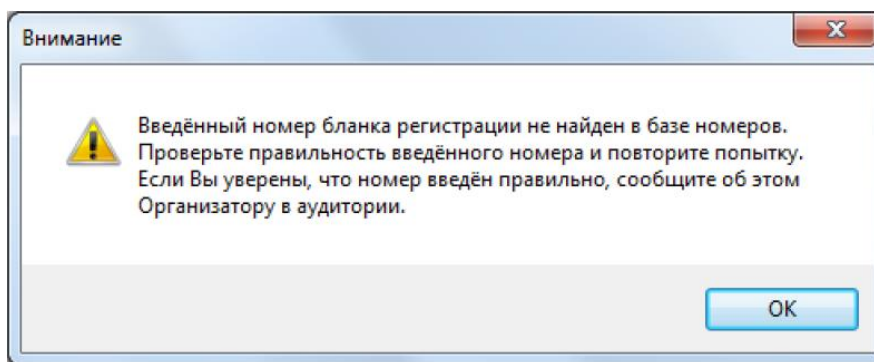 Внимание
Введённый номер бланка регистрации не найден в базе номеров.
Проверьте правильность введённого номера и повторите попытку.
Если Вы уверены, что номер введён правильно, сообщите об этом
Организатору в аудитории.
OK